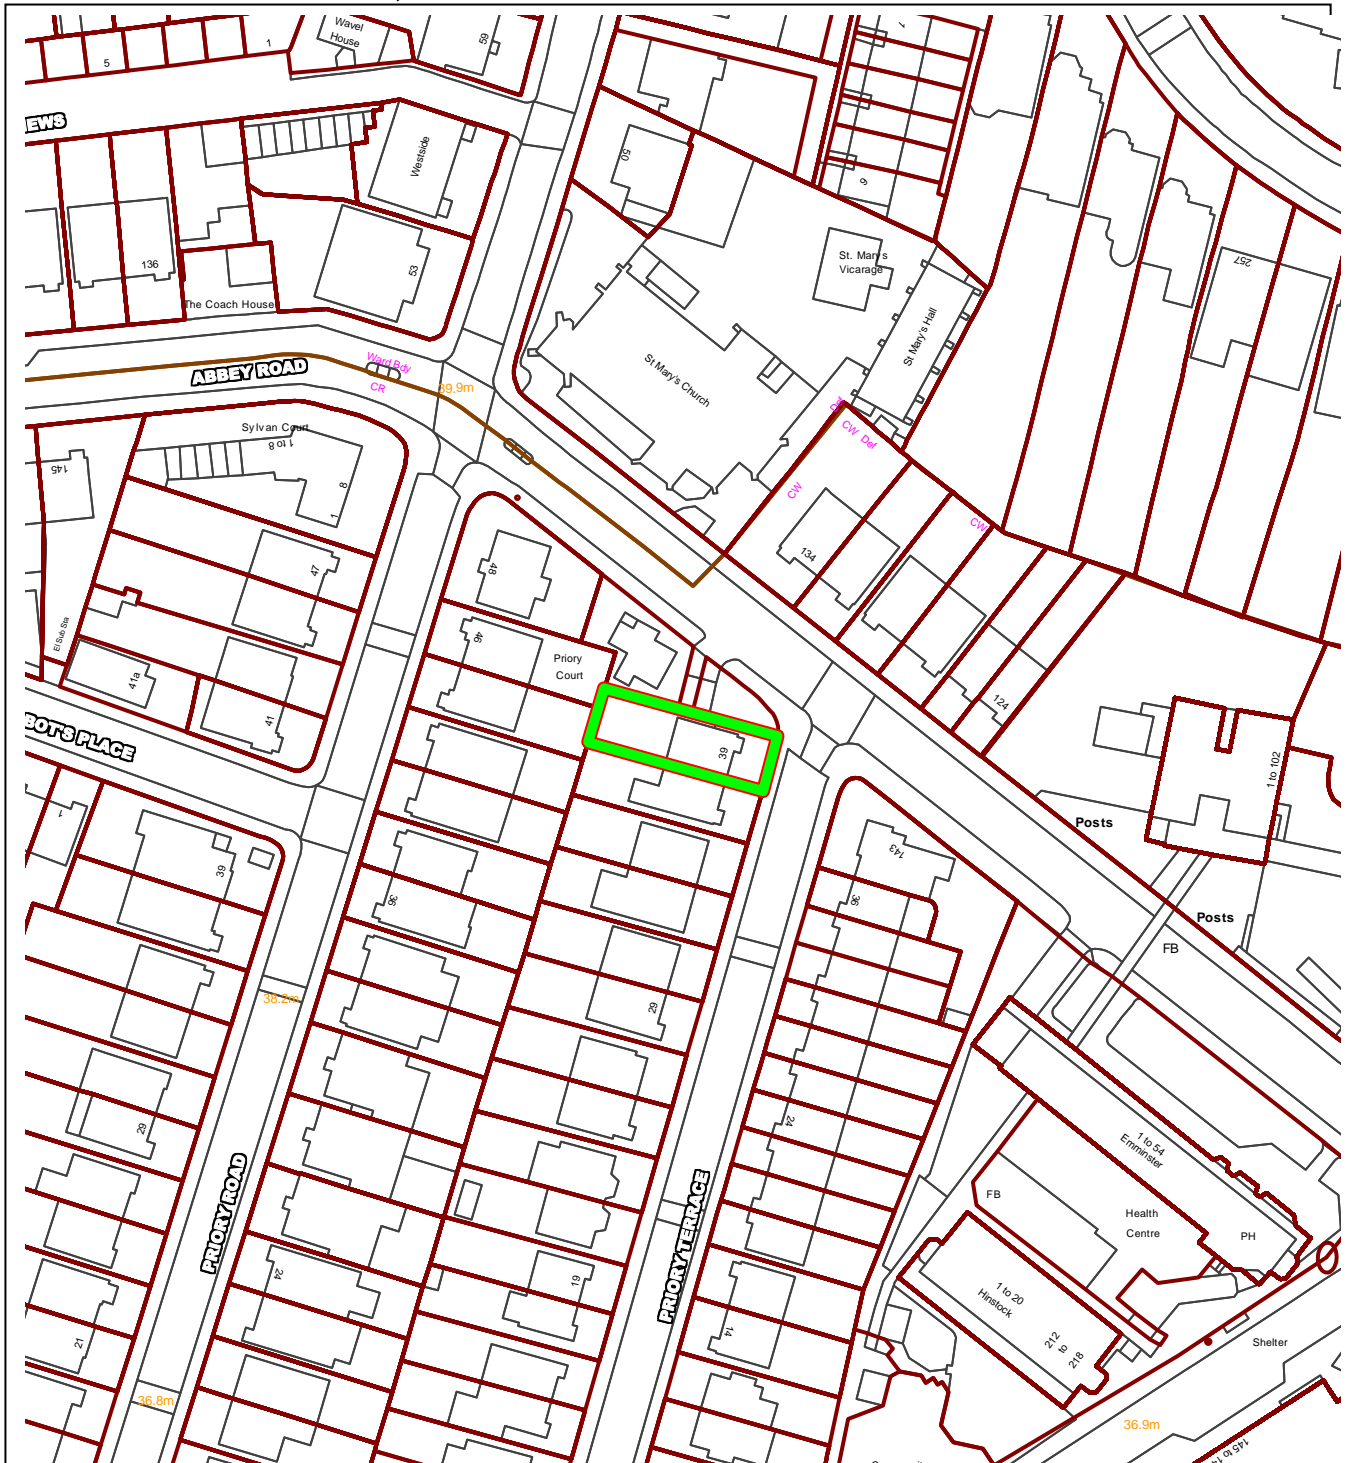 Wavel
House
59
1
5
1
EWS
Westside
50
9
St. Mary's
Vicarage
53
136
The Coach House
257
St Mary's Hall
Ward Bdy
ABBEY ROAD
CR
39.9m
St Mary's Church
Def
CW Def
CW
CW
Sylvan Court
1 to 8
145
8
1
134
48
47
El Sub Sta
46
Priory
Court
41a
41
124
39
BOT'S PLACE
1 to 102
Posts
1
39
143
36
36
Posts
FB
38.2m
29
29
24
1 to 54
Emminster
PRIORY ROAD
PRIORY TERRACE
FB
Health
Centre
PH
24
19
1 to 20
Hinstock
14
21
212
to
218
Shelter
36.8m
36.9m